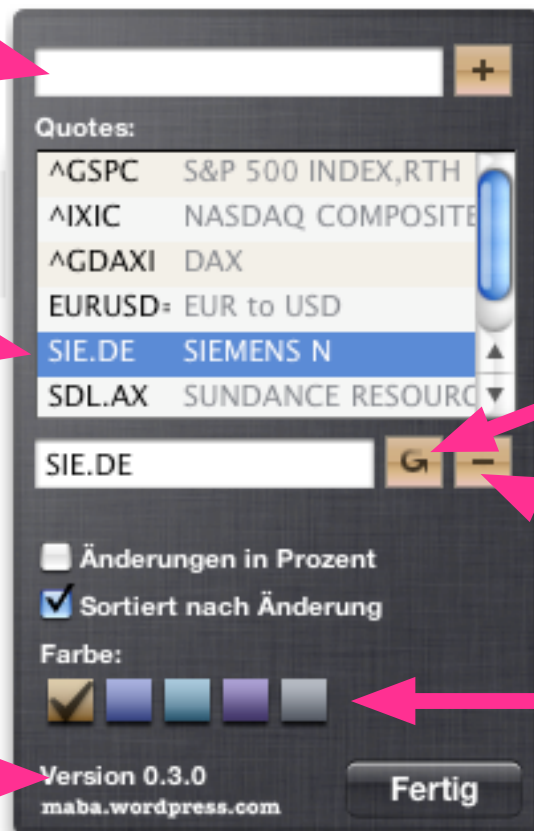 +
Quotes:
^GSPC S&P 500 INDEX,RTH
^IXIC NASDAQ COMPOSITE
^GDAXI DAX
EURUSD= EUR to USD
SIE.DE SIEMENS N
SDL.AX SUNDANCE RESOURC
SIE.DE
−
Änderungen in Prozent
Sortiert nach Änderung
Farbe:
Version 0.3.0
maba.wordpress.com
Fertig